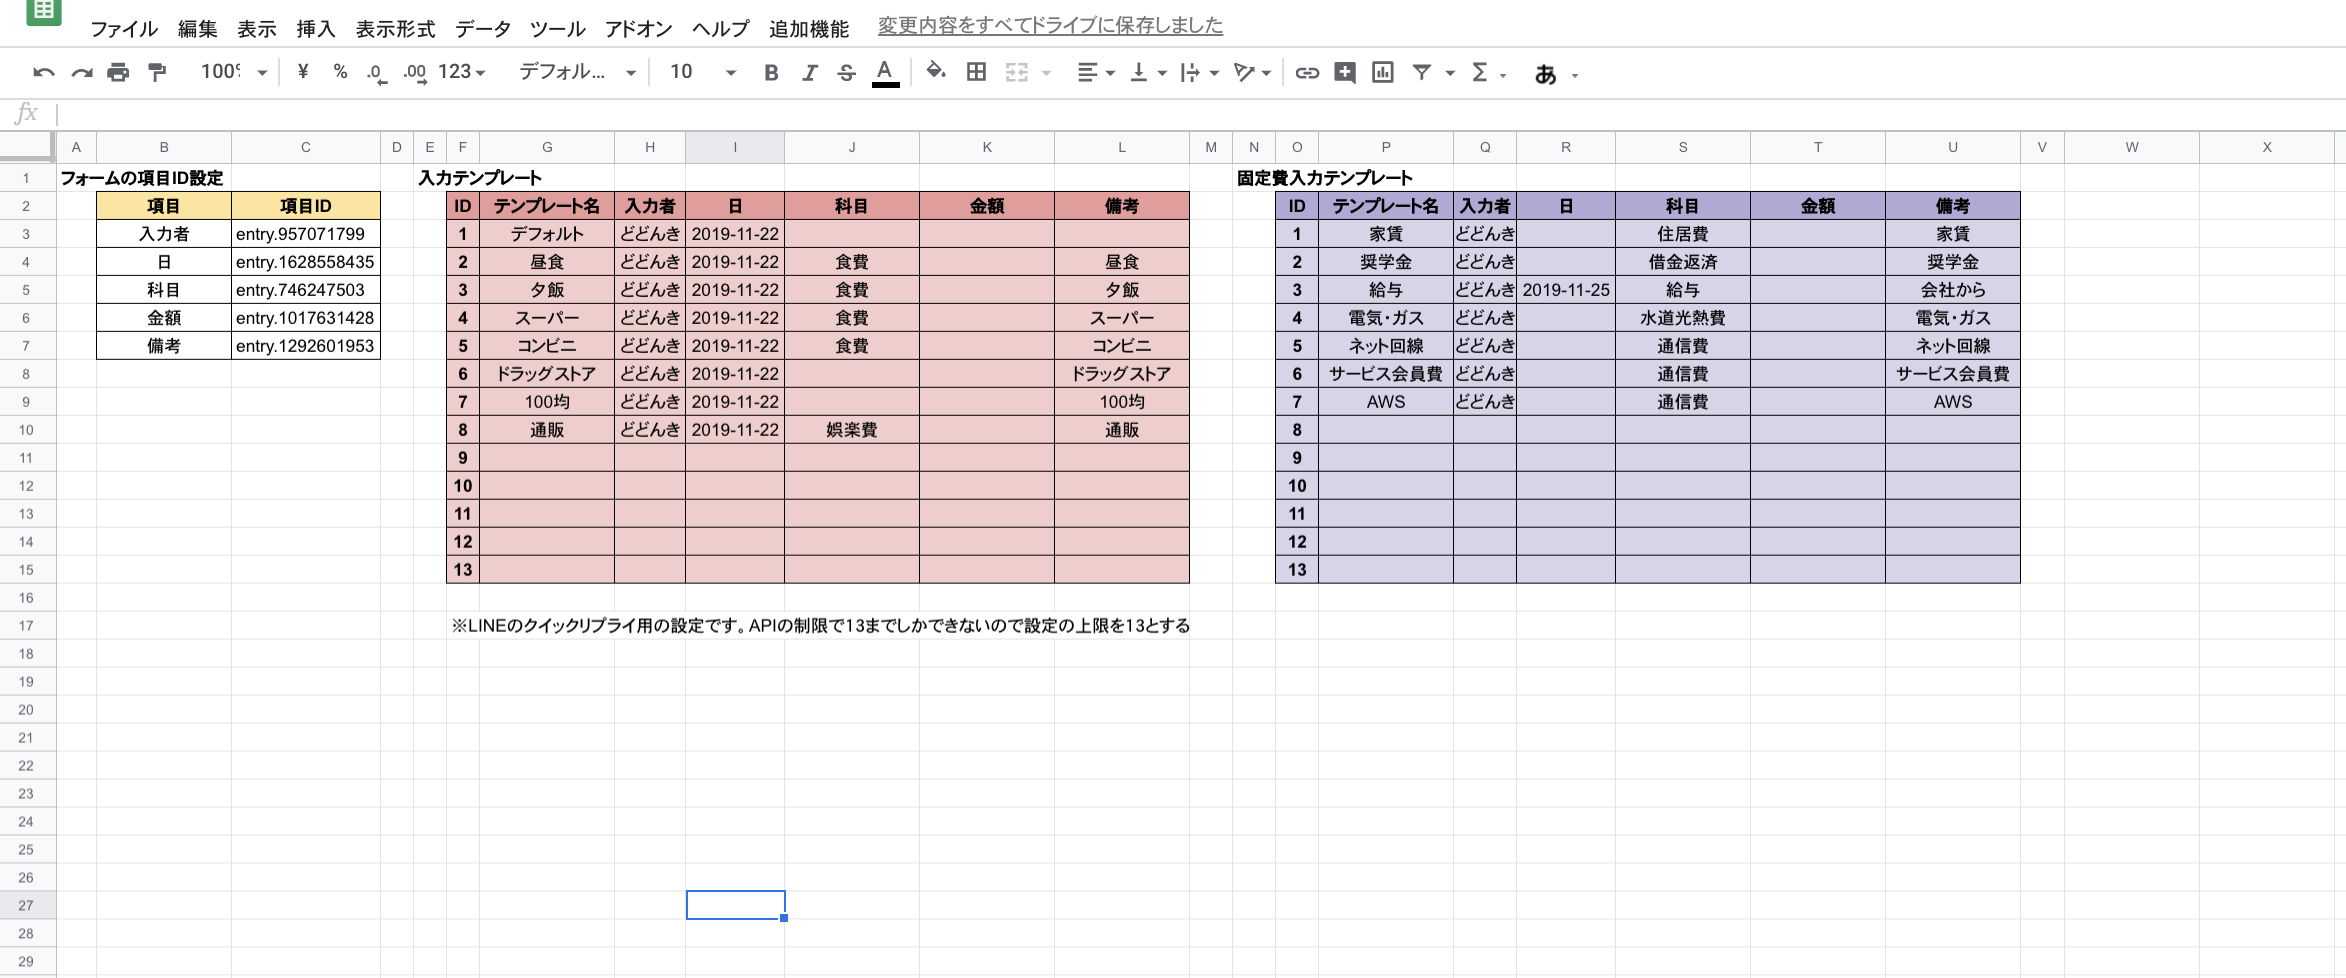 ファイル 編集 表示 挿入 表示形式 データ ツール アドオン ヘルプ 追加機能 変更内容をすべてドライブに保存しました
100% ¥ % .0 .00 123 デフォル... 10 B I S A Σ あ
fx
A B C D E F G H I J K L M N O P Q R S T U V W X
1 フォームの項目ID設定 入力テンプレート 固定費入力テンプレート
2 項目 項目ID ID テンプレート名 入力者 日 科目 金額 備考 ID テンプレート名 入力者 日 科目 金額 備考
3 入力者 entry.957071799 1 デフォルト どどんき 2019-11-22 1 家賃 どどんき 住居費 家賃
4 日 entry.1628558435 2 昼食 どどんき 2019-11-22 食費 昼食 2 奨学金 どどんき 借金返済 奨学金
5 科目 entry.746247503 3 夕飯 どどんき 2019-11-22 食費 夕飯 3 給与 どどんき 2019-11-25 給与 会社から
6 金額 entry.1017631428 4 スーパー どどんき 2019-11-22 食費 スーパー 4 電気・ガス どどんき 水道光熱費 電気・ガス
7 備考 entry.1292601953 5 コンビニ どどんき 2019-11-22 食費 コンビニ 5 ネット回線 どどんき 通信費 ネット回線
8 6 ドラッグストア どどんき 2019-11-22 ドラッグストア 6 サービス会員費 どどんき 通信費 サービス会員費
9 7 100均 どどんき 2019-11-22 100均 7 AWS どどんき 通信費 AWS
10 8 通販 どどんき 2019-11-22 娯楽費 通販 8
11 9 9
12 10 10
13 11 11
14 12 12
15 13 13
16
17 ※LINEのクイックリプライ用の設定です。APIの制限で13までしかできないので設定の上限を13とする
18
19
20
21
22
23
24
25
26
27
28
29